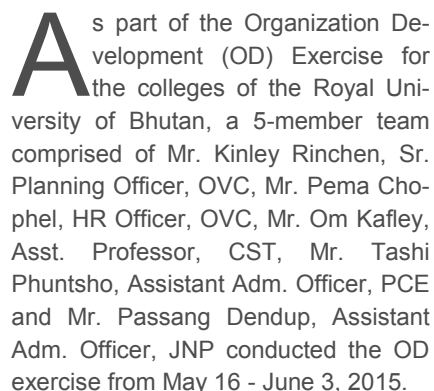 As part of the Organization De-
velopment (OD) Exercise for
the colleges of the Royal Uni-
versity of Bhutan, a 5-member team
comprised of Mr. Kinley Rinchen, Sr.
Planning Officer, OVC, Mr. Pema Cho-
phel, HR Officer, OVC, Mr. Om Kafley,
Asst. Professor, CST, Mr. Tashi
Phuntsho, Assistant Adm. Officer, PCE
and Mr. Passang Dendup, Assistant
Adm. Officer, JNP conducted the OD
exercise from May 16 - June 3, 2015.